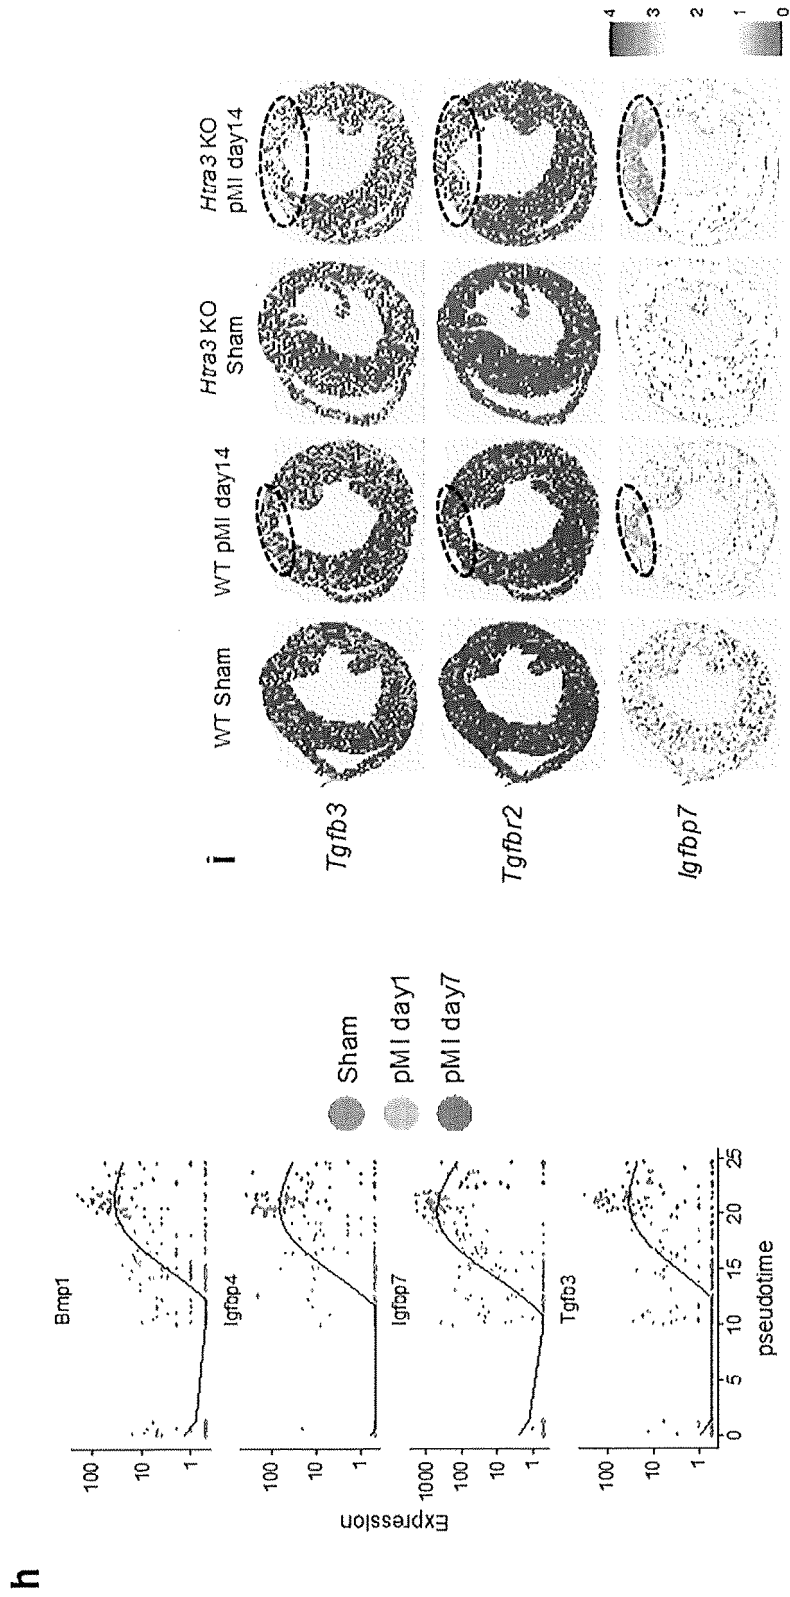 h
Expression
Bmp1
100
10
1
Igfbp4
100
10
1
Igfbp7
1000
100
10
1
Tgfb3
100
10
1
0 5 10 15 20 25
pseudotime
Sham
pMI day1
pMI day7
i
WT Sham
WT pMI day14
Htra3 KO
Sham
Htra3 KO
pMI day14
Tgfb3
Tgfbr2
Igfbp7
4
3
2
1
0